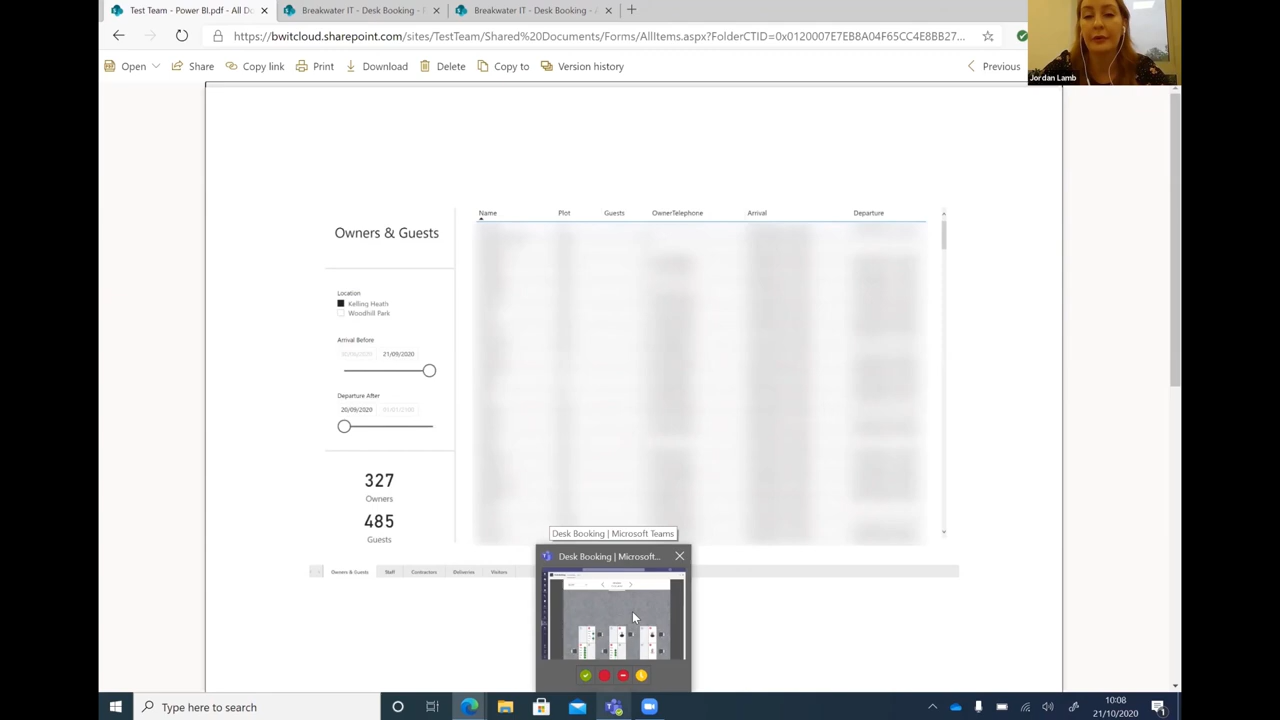 Test Team - Power BI.pdf - All Do
Breakwater IT - Desk Booking -
Breakwater IT - Desk Booking - A
https://bwitcloud.sharepoint.com/sites/TestTeam/Shared%20Documents/Forms/AllItems.aspx?FolderCTID=0x0120007E7EB8A04F65CC4E8BB27...
Open
Share
Copy link
Print
Download
Delete
Copy to
Version history
Previous
Jordan Lamb
Owners & Guests
Name
Plot
Guests
OwnerTelephone
Arrival
Departure
Location
Kelling Heath
Woodhill Park
Arrival Before
21/09/2020
Departure After
20/09/2020
327
Owners
485
Guests
Owners & Guests
Staff
Contractors
Deliveries
Visitors
Desk Booking | Microsoft Teams
Desk Booking | Microsoft...
Type here to search
10:08
21/10/2020